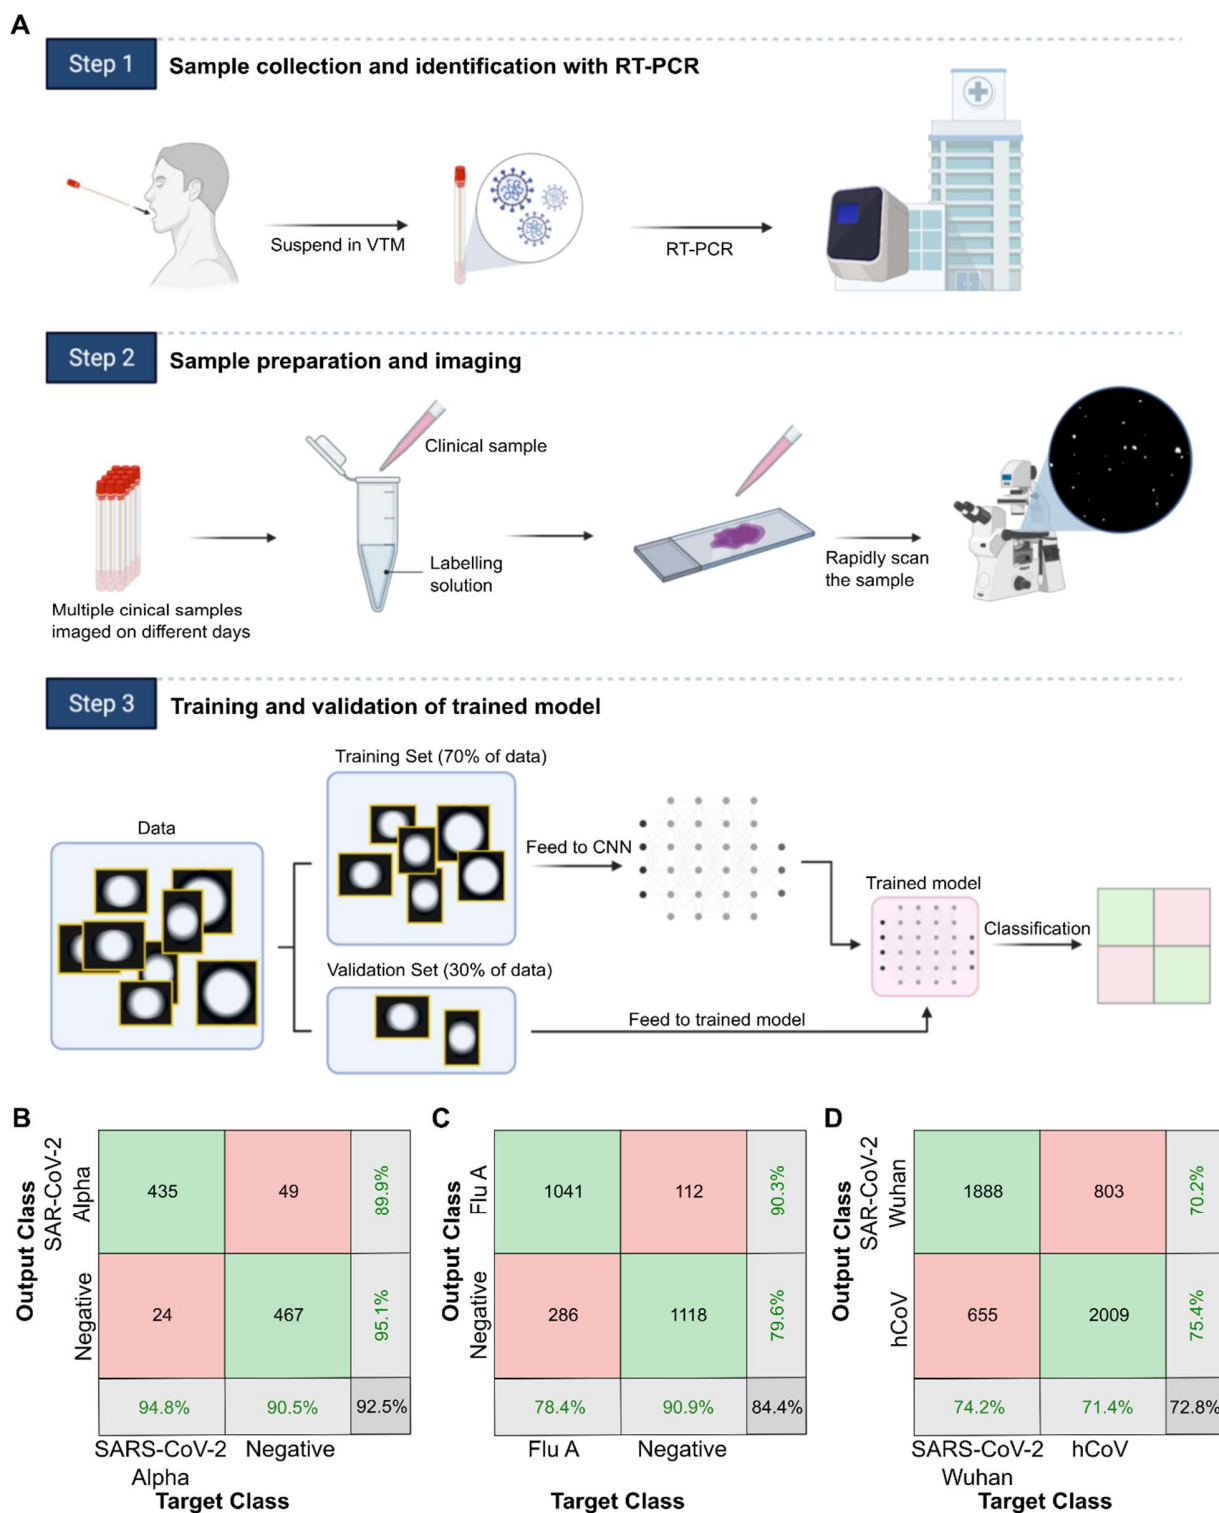 A
Step 1
Sample collection and identification with RT-PCR
Suspend in VTM
RT-PCR
Step 2
Sample preparation and imaging
Clinical sample
Labelling
solution
Rapidly scan
the sample
Multiple cinical samples
imaged on different days
Step 3
Training and validation of trained model
Training Set (70% of data)
Data
Feed to CNN
Trained model
Classification
Validation Set (30% of data)
Feed to trained model
B
Output Class
SAR-CoV-2
Alpha
Negative
435
49
89.9%
24
467
95.1%
94.8%
90.5%
92.5%
SARS-CoV-2
Alpha
Negative
Target Class
C
Output Class
Flu A
Negative
1041
112
90.3%
286
1118
79.6%
78.4%
90.9%
84.4%
Flu A
Negative
Target Class
D
Output Class
SAR-CoV-2
Wuhan
hCoV
1888
803
70.2%
655
2009
75.4%
74.2%
71.4%
72.8%
SARS-CoV-2
Wuhan
hCoV
Target Class